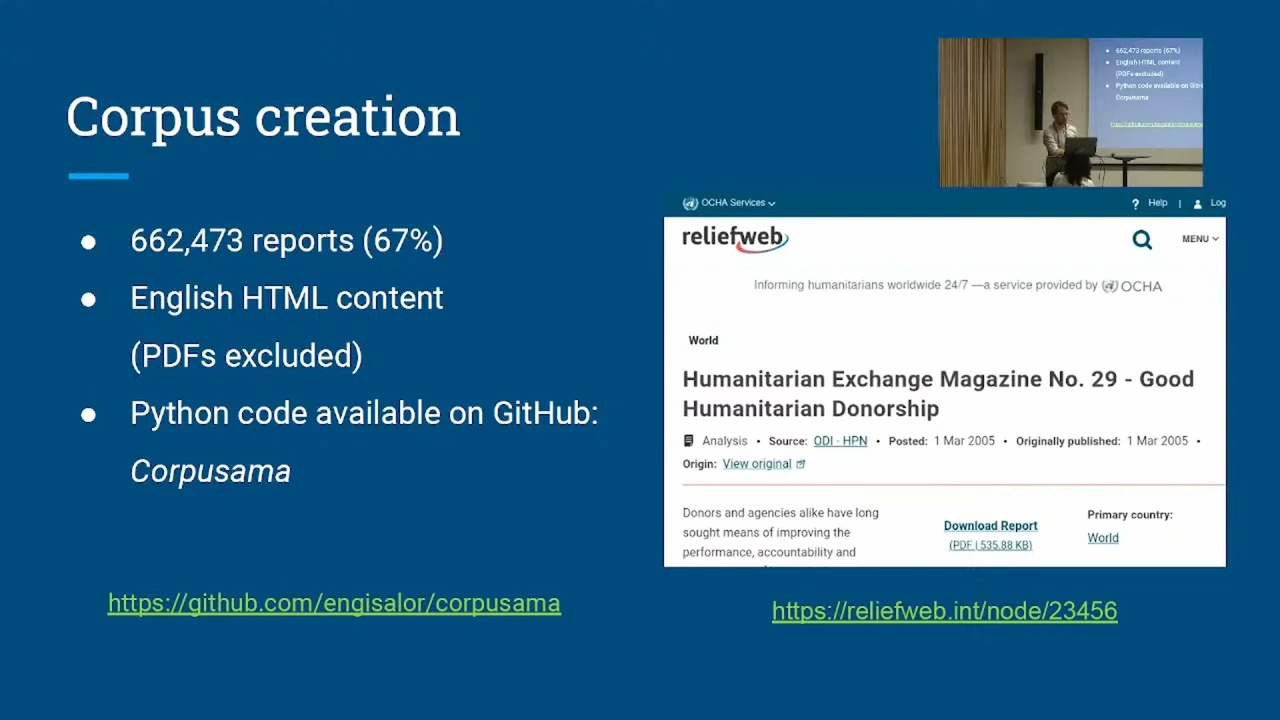 Corpus creation
● 662,473 reports (67%)
● English HTML content
(PDFs excluded)
● Python code available on GitHub:
Corpusama
https://github.com/engisalor/corpusama
● 662,473 reports (67%)
● English HTML content
(PDFs excluded)
● Python code available on GitH
Corpusama
OCHA Services
Help | Log
reliefweb
MENU
Informing humanitarians worldwide 24/7 —a service provided by OCHA
World
Humanitarian Exchange Magazine No. 29 - Good
Humanitarian Donorship
Analysis • Source: ODI - HPN • Posted: 1 Mar 2005 • Originally published: 1 Mar 2005 •
Origin: View original
Donors and agencies alike have long
sought means of improving the
performance, accountability and
Download Report
(PDF | 535.88 KB)
Primary country:
World
https://reliefweb.int/node/23456